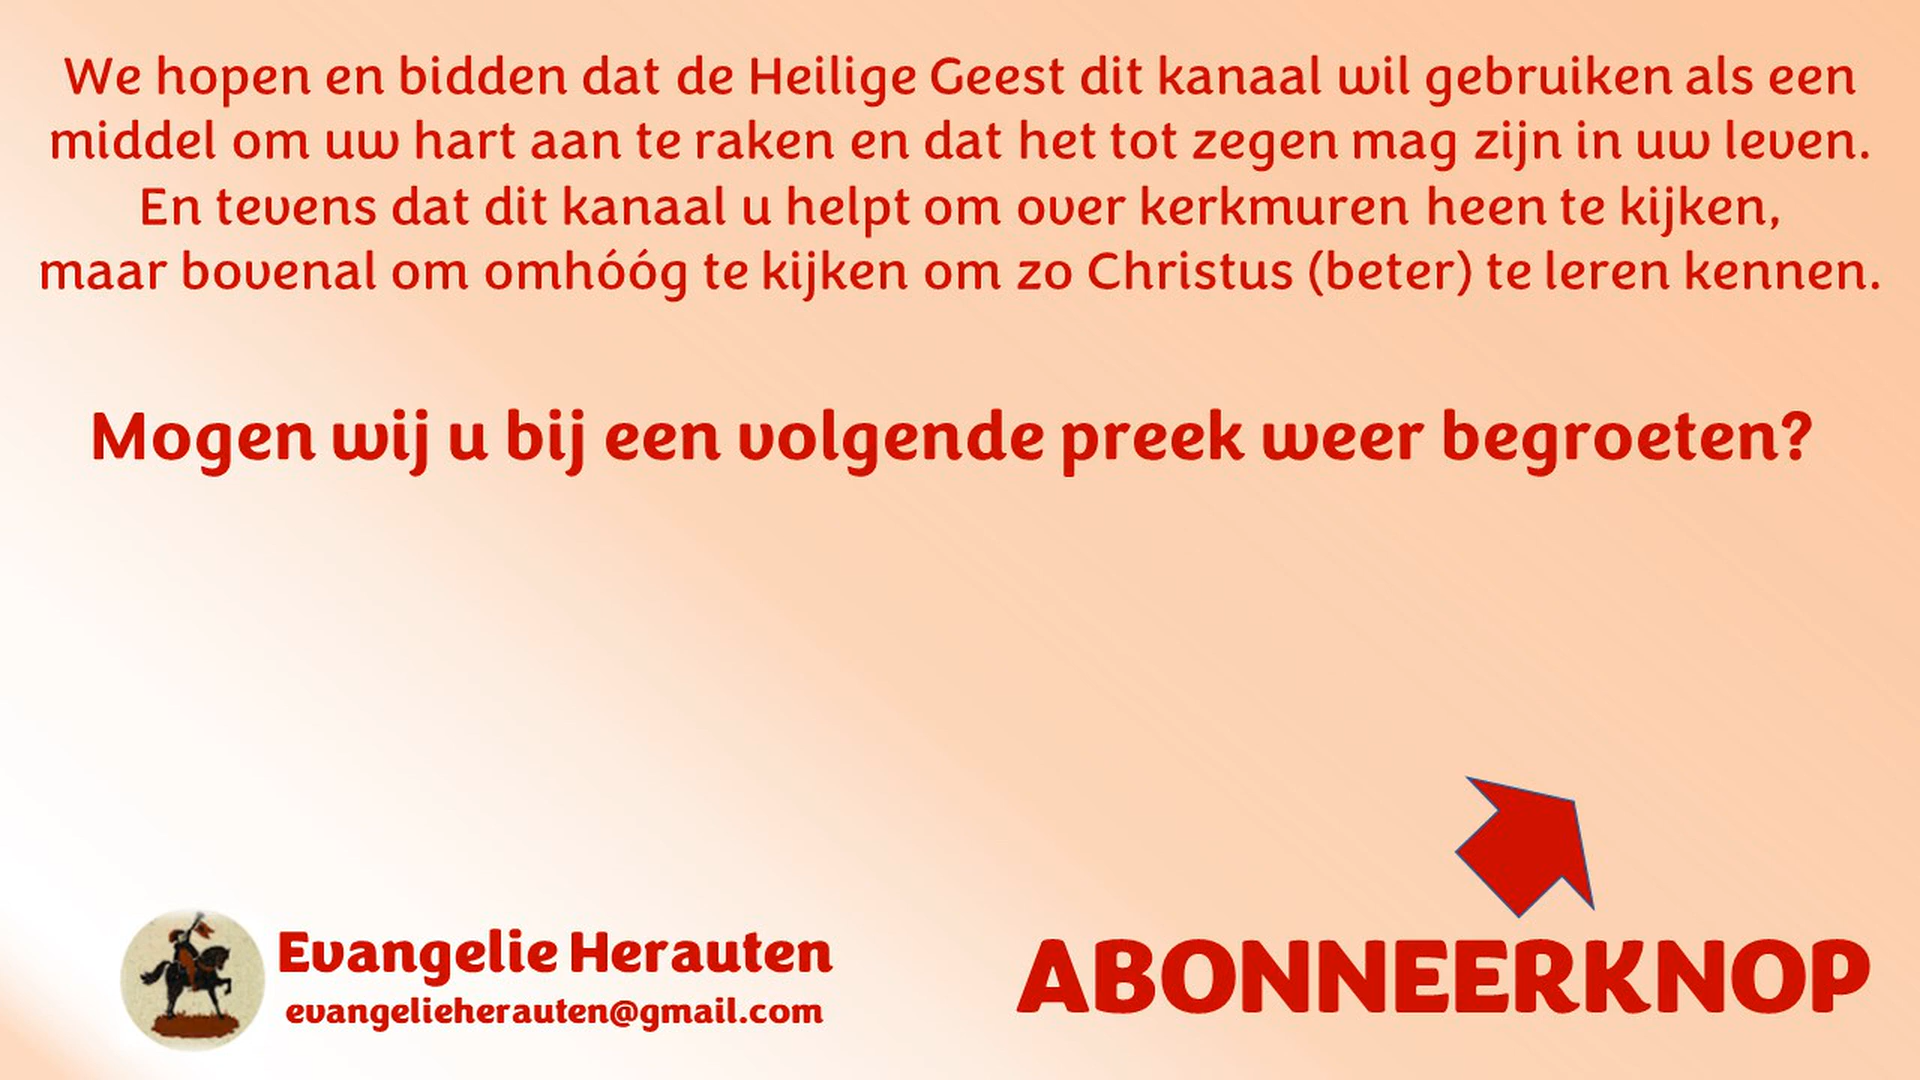 We hopen en bidden dat de Heilige Geest dit kanaal wil gebruiken als een
middel om uw hart aan te raken en dat het tot zegen mag zijn in uw leven.
En tevens dat dit kanaal u helpt om over kerkmuren heen te kijken,
maar bovenal om omhóóg te kijken om zo Christus (beter) te leren kennen.
Mogen wij u bij een volgende preek weer begroeten?
Evangelie Herauten
evangelieherauten@gmail.com
ABONNEERKNOP